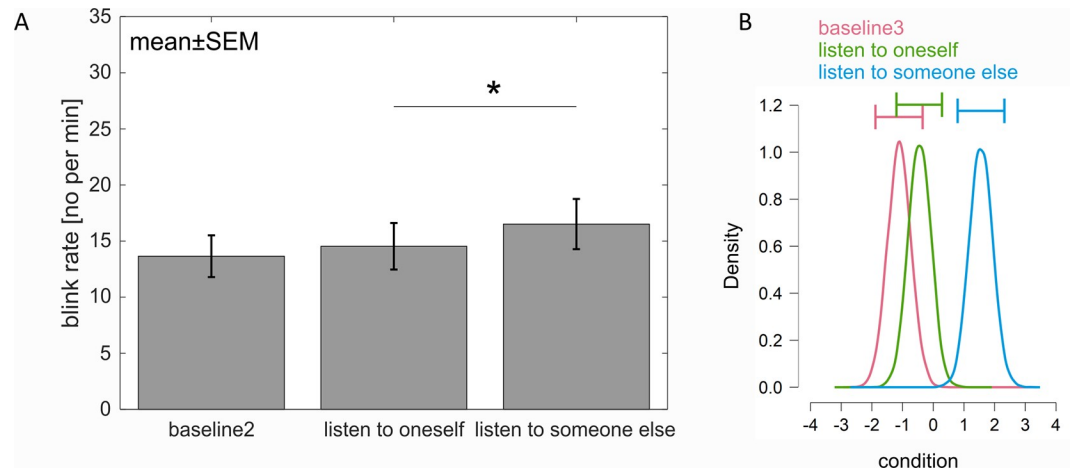 A
mean±SEM
*
blink rate [no per min]
35
30
25
20
15
10
5
0
baseline2
listen to oneself
listen to someone else
B
baseline3
listen to oneself
listen to someone else
Density
1.2
1.0
0.8
0.6
0.4
0.2
0.0
-4 -3 -2 -1 0 1 2 3 4
condition